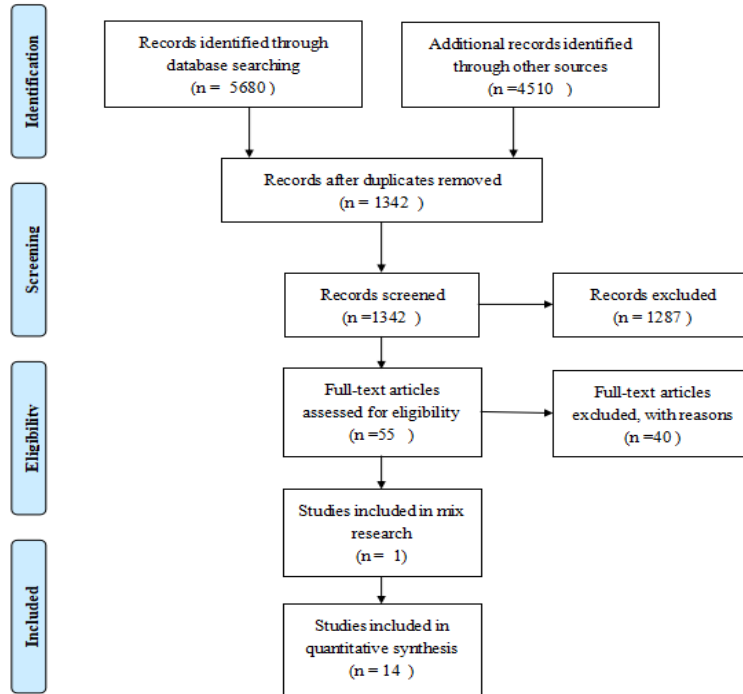 Identification
Records identified through
database searching
(n = 5680 )
Additional records identified
through other sources
(n =4510 )
Records after duplicates removed
(n = 1342 )
Screening
Records screened
(n =1342 )
Records excluded
(n = 1287 )
Eligibility
Full-text articles
assessed for eligibility
(n =55 )
Full-text articles
excluded, with reasons
(n =40 )
Studies included in mix
research
(n = 1)
Included
Studies included in
quantitative synthesis
(n = 14 )